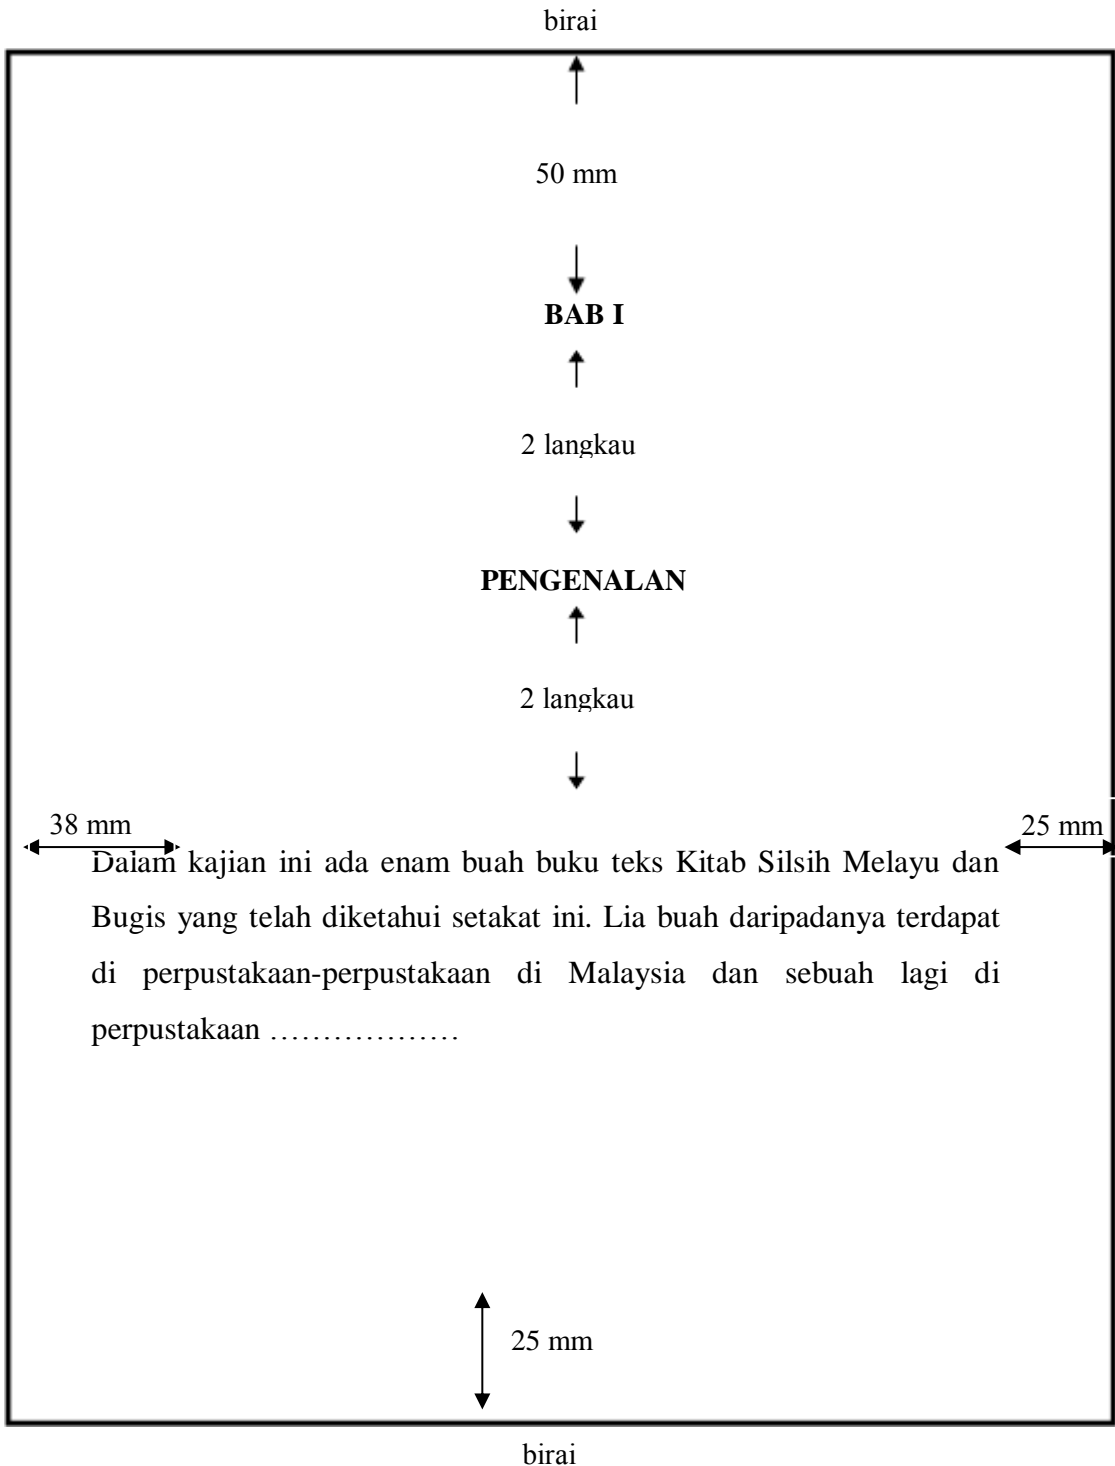 birai
50 mm
BAB I
2 langkau
PENGENALAN
2 langkau
38 mm
25 mm
Dalam kajian ini ada enam buah buku teks Kitab Silsih Melayu dan
Bugis yang telah diketahui setakat ini. Lia buah daripadanya terdapat
di perpustakaan-perpustakaan di Malaysia dan sebuah lagi di
perpustakaan ………………
25 mm
birai